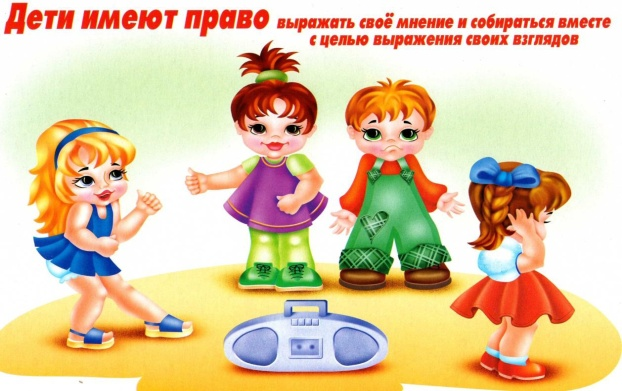 Дети имеют право выражать своё мнение и собираться вместе
с целью выражения своих взглядов